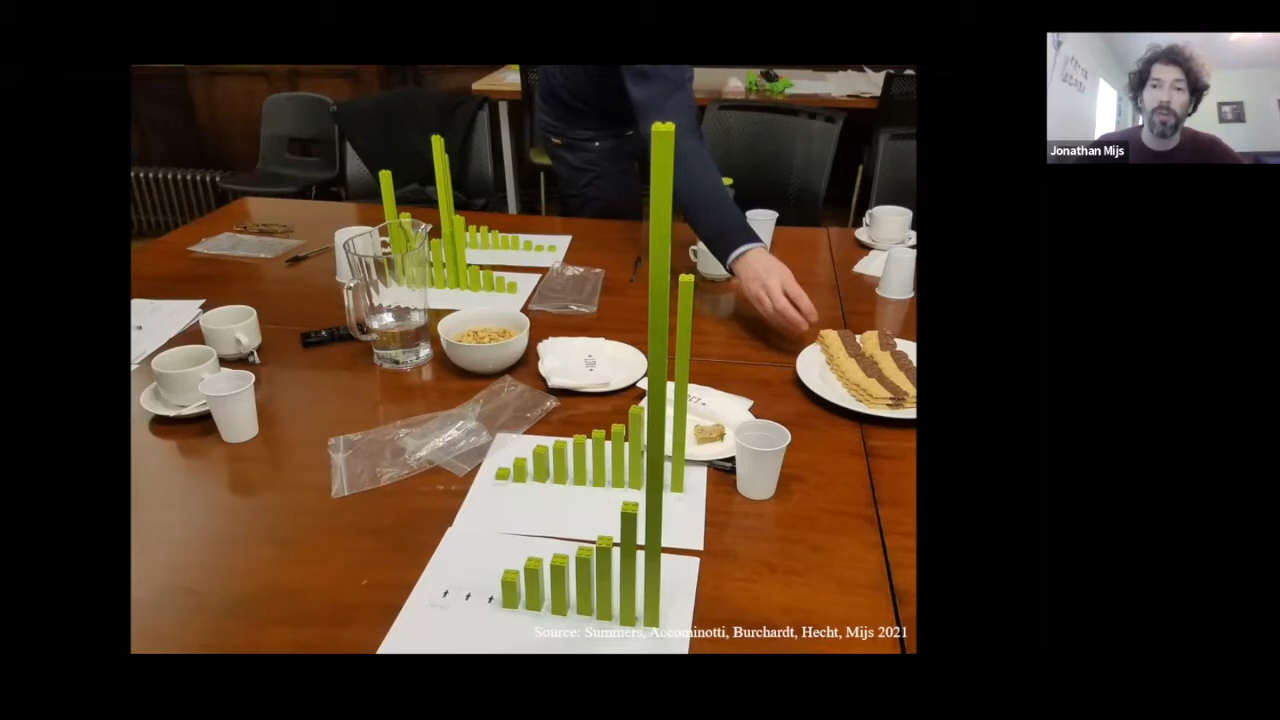 Jonathan Mijs
Source: Summers, Accominotti, Burchardt, Hecht, Mijs 2021